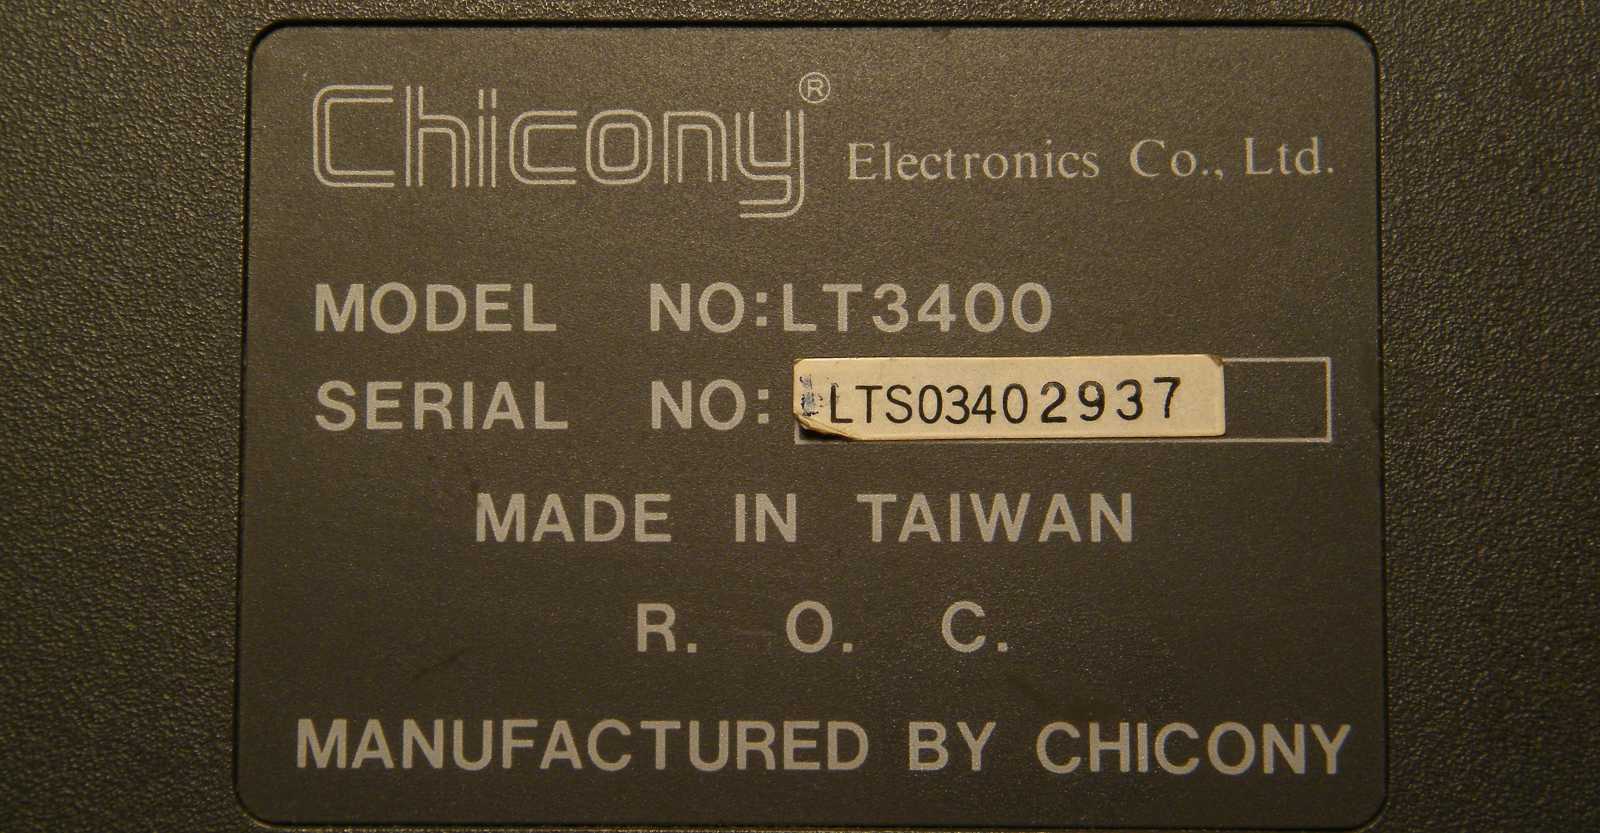 Chicony® Electronics Co., Ltd.
MODEL NO:LT3400
SERIAL NO: LTS03402937
MADE IN TAIWAN
R. O. C.
MANUFACTURED BY CHICONY